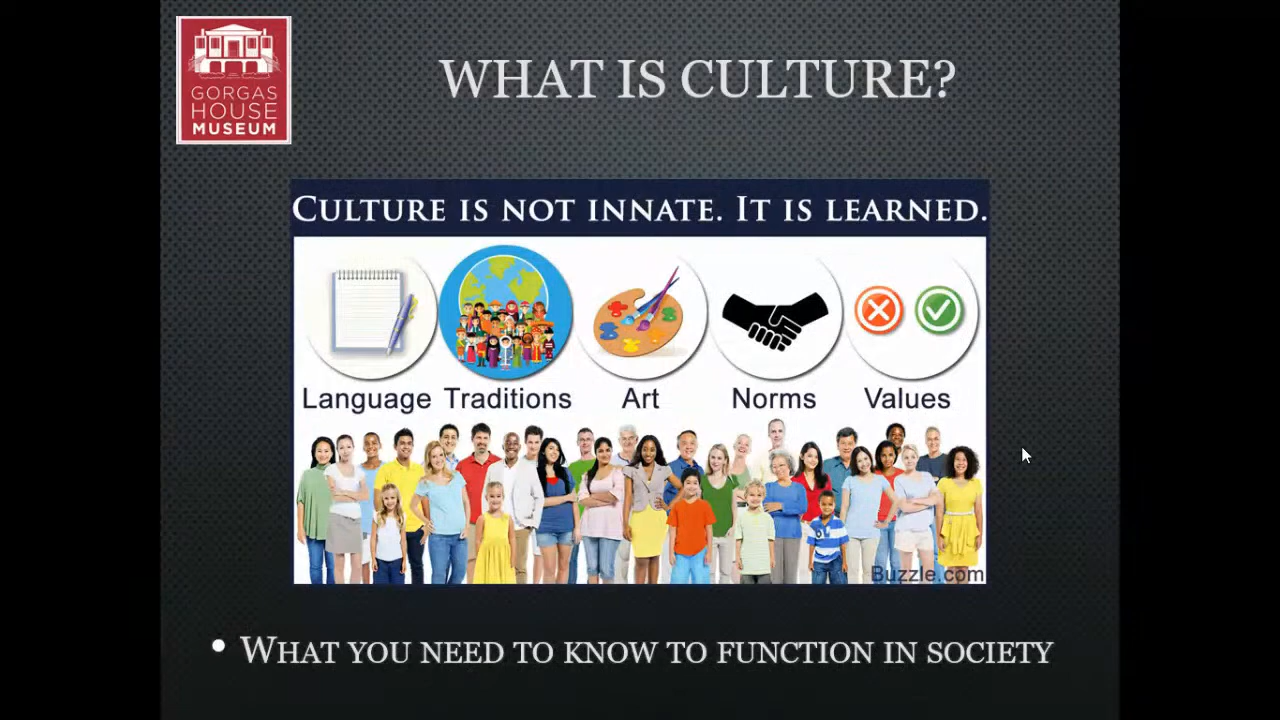 GORGAS
HOUSE
MUSEUM
WHAT IS CULTURE?
CULTURE IS NOT INNATE. IT IS LEARNED.
Language Traditions Art Norms Values
Buzzle.com
• WHAT YOU NEED TO KNOW TO FUNCTION IN SOCIETY